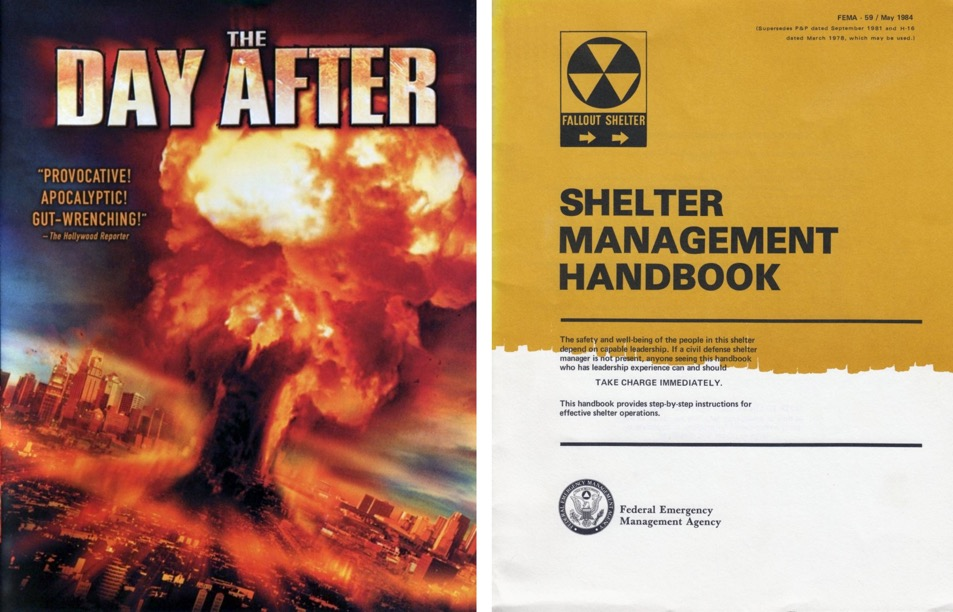 THE
DAY AFTER
"PROVOCATIVE!
APOCALYPTIC!
GUT-WRENCHING!"
– The Hollywood Reporter
FEMA - 59 / May 1984
(Supersedes P&P dated September 1981 and H-16
dated March 1978, which may be used.)
FALLOUT SHELTER
SHELTER
MANAGEMENT
HANDBOOK
The safety and well-being of the people in this shelter
depend on capable leadership. If a civil defense shelter
manager is not present, anyone seeing this handbook
who has leadership experience can and should
TAKE CHARGE IMMEDIATELY.
This handbook provides step-by-step instructions for
effective shelter operations.
FEDERAL EMERGENCY MANAGEMENT AGENCY
Federal Emergency
Management Agency